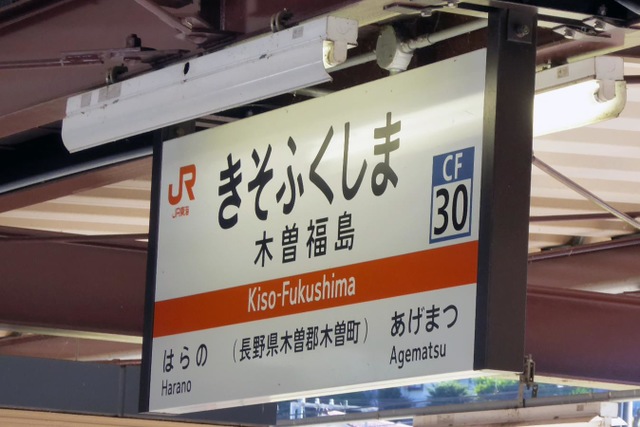 JR
JR東海
きそふくしま
CF
30
木曽福島
Kiso-Fukushima
はらの
Harano
（長野県木曽郡木曽町）
あげまつ
Agematsu